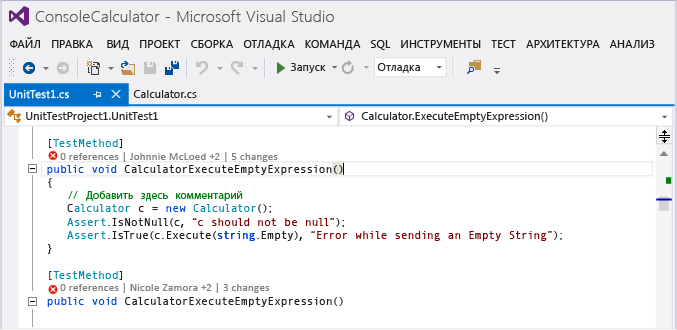 ConsoleCalculator - Microsoft Visual Studio
ФАЙЛ ПРАВКА ВИД ПРОЕКТ СБОРКА ОТЛАДКА КОМАНДА SQL ИНСТРУМЕНТЫ ТЕСТ АРХИТЕКТУРА АНАЛИЗ
Запуск Отладка
UnitTest1.cs Calculator.cs
UnitTestProject1.UnitTest1 Calculator.ExecuteEmptyExpression()
[TestMethod]
0 references | Johnnie McLoed +2 | 5 changes
public void CalculatorExecuteEmptyExpression()
{
// Добавить здесь комментарий
Calculator c = new Calculator();
Assert.IsNotNull(c, “c should not be null”);
Assert.IsTrue(c.Execute(string.Empty), “Error while sending an Empty String”);
}
[TestMethod]
0 references | Nicole Zamora +2 | 3 changes
public void CalculatorExecuteEmptyExpression()